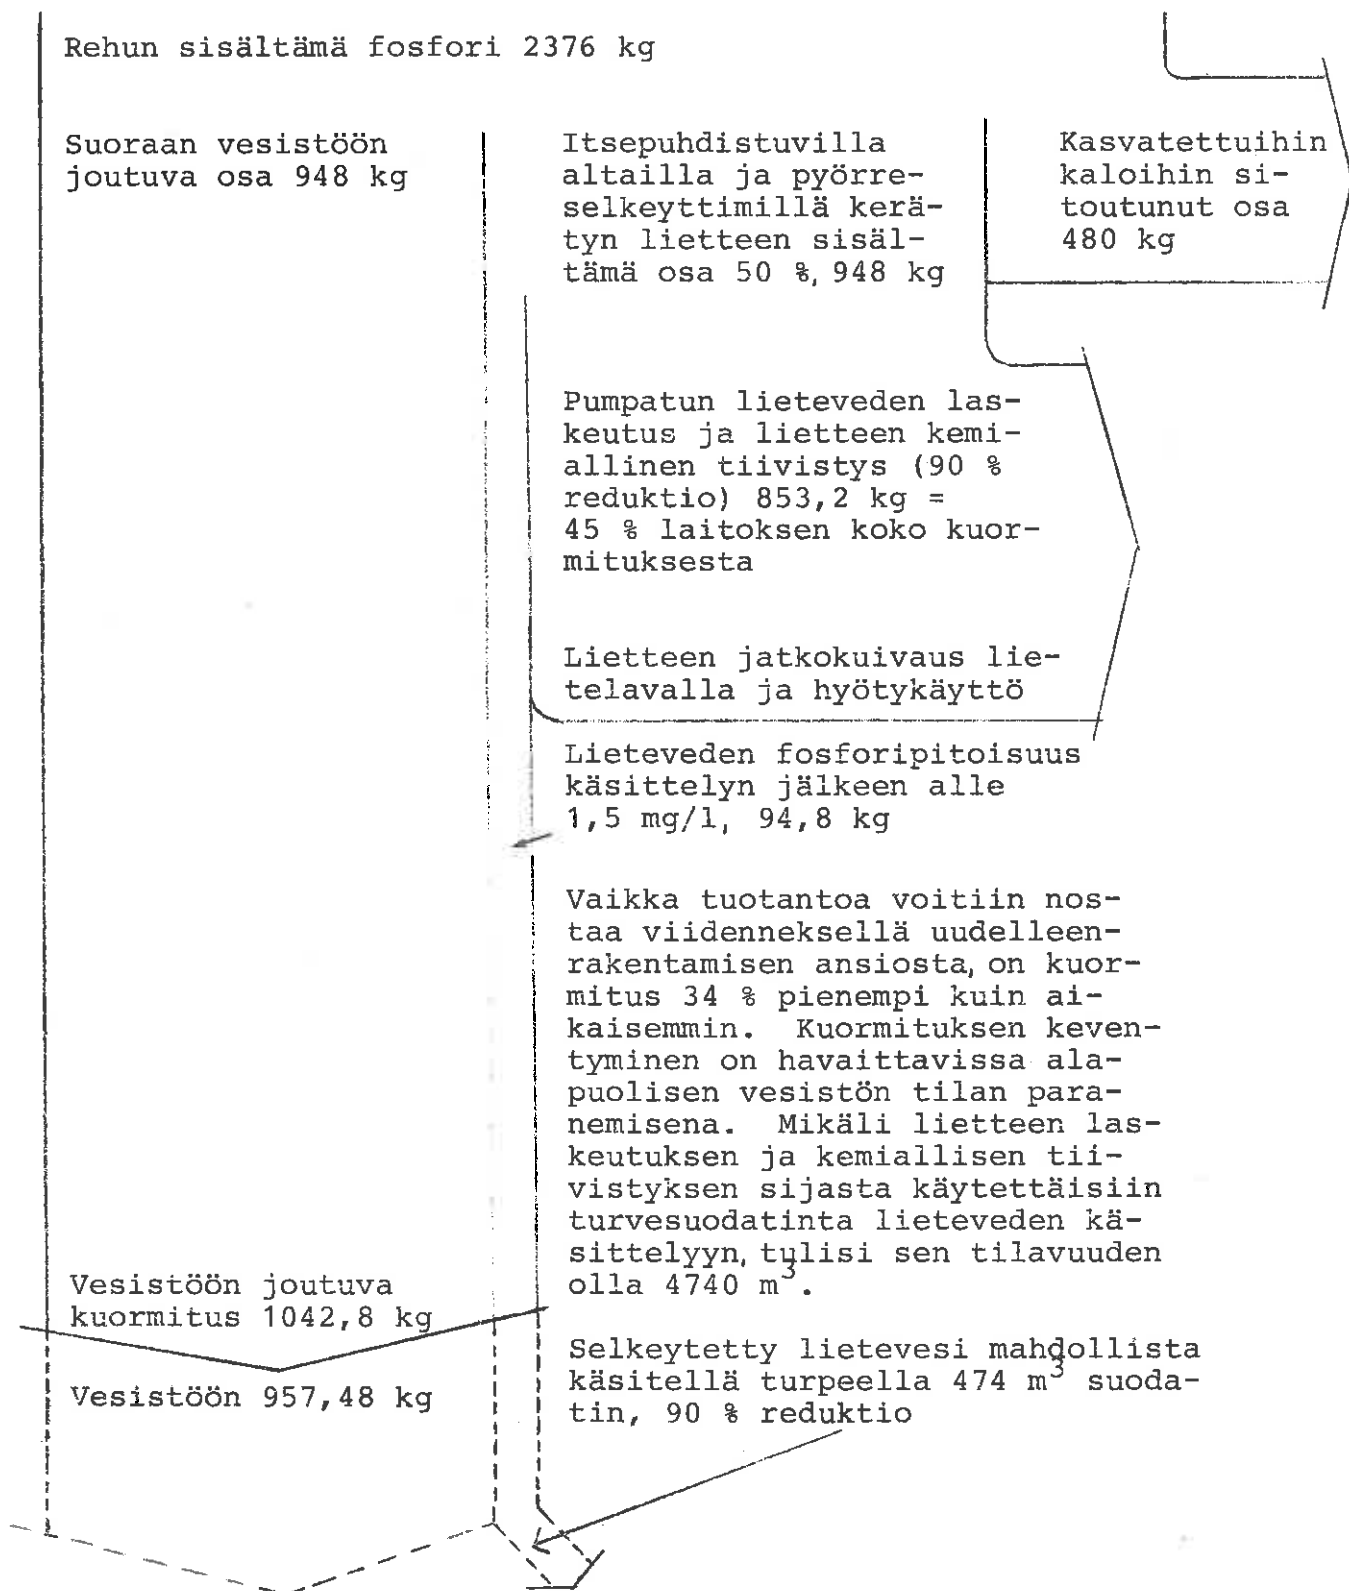 Rehun sisältämä fosfori 2376 kg
Suoraan vesistöön
joutuva osa 948 kg
Itsepuhdistuvilla
altailla ja pyörre-
selkeyttimillä kerä-
tyn lietteen sisäl-
tämä osa 50 %, 948 kg
Kasvatettuihin
kaloihin si-
toutunut osa
480 kg
Pumpatun lieteveden las-
keutus ja lietteen kemi-
allinen tiivistys (90 %
reduktio) 853,2 kg =
45 % laitoksen koko kuor-
mituksesta
Lietteen jatkokuivaus lie-
telavalla ja hyötykäyttö
Lieteveden fosforipitoisuus
käsittelyn jälkeen alle
1,5 mg/l, 94,8 kg
Vaikka tuotantoa voitiin nos-
taa viidenneksellä uudelleen-
rakentamisen ansiosta, on kuor-
mitus 34 % pienempi kuin ai-
kaisemmin. Kuormituksen keven-
tyminen on havaittavissa ala-
puolisen vesistön tilan para-
nemisena. Mikäli lietteen las-
keutuksen ja kemiallisen tii-
vistyksen sijasta käytettäisiin
turvesuodatinta lieteveden kä-
sittelyyn, tulisi sen tilavuuden
olla 4740 m³.
Vesistöön joutuva
kuormitus 1042,8 kg
Vesistöön 957,48 kg
Selkeytetty lietevesi mahdollista
käsitellä turpeella 474 m³ suoda-
tin, 90 % reduktio